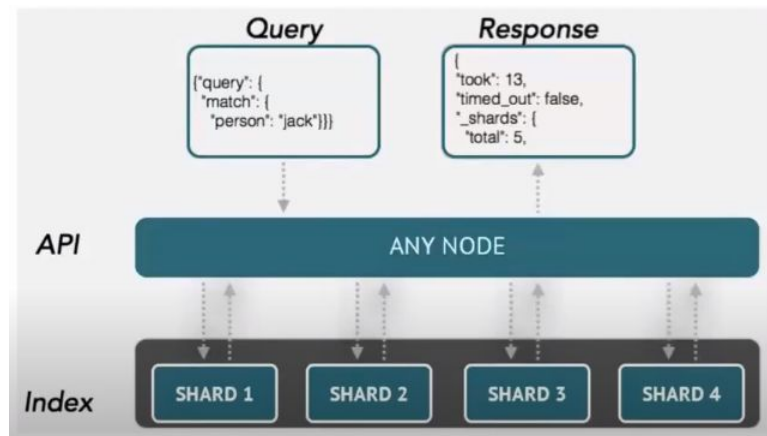 Query
Response
{"query": {
"match": {
"person": "jack"}}}
{
"took": 13,
"timed_out": false,
"_shards": {
"total": 5,
API
ANY NODE
Index
SHARD 1
SHARD 2
SHARD 3
SHARD 4